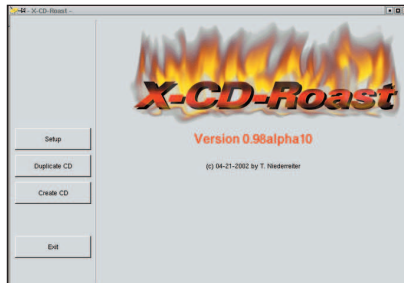 - X-CD-Roast -
X-CD-Roast
Version 0.98alpha10
(c) 04-21-2002 by T. Niederreiter
Setup
Duplicate CD
Create CD
Exit